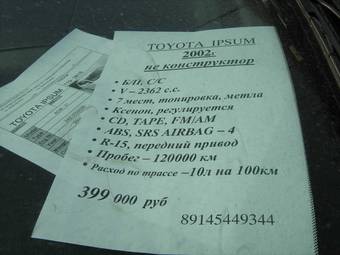 TOYOTA IPSUM
2002г.
не конструктор
• Б/П, С/С
• V – 2362 с.с.
• 7 мест, тонировка, метла
• Ксенон, регулируется
• CD, TAPE, FM/AM
• ABS, SRS AIRBAG – 4
• R-15, передний привод
• Пробег – 120000 км
• Расход по трассе –10л на 100км
399 000 руб
89145449344
TOYOTA IPSUM